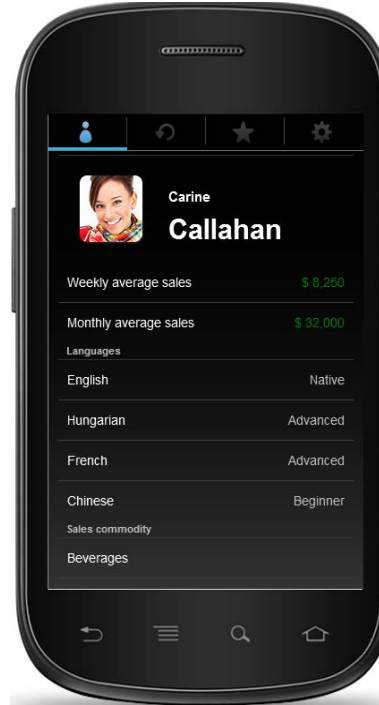 Carine
Callahan
Weekly average sales $ 8,250
Monthly average sales $ 32,000
Languages
English Native
Hungarian Advanced
French Advanced
Chinese Beginner
Sales commodity
Beverages